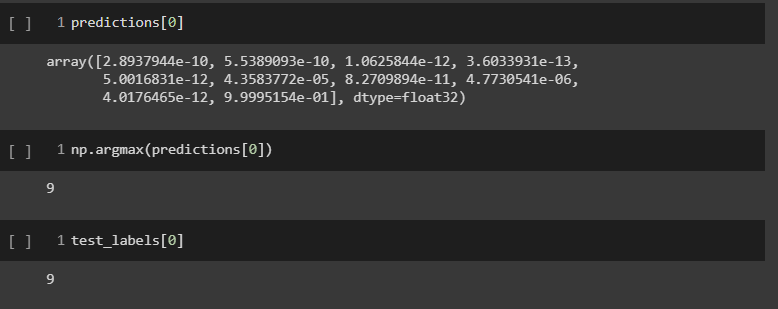 [ ] 1 predictions[0]
array([2.8937944e-10, 5.5389093e-10, 1.0625844e-12, 3.6033931e-13,
5.0016831e-12, 4.3583772e-05, 8.2709894e-11, 4.7730541e-06,
4.0176465e-12, 9.9995154e-01], dtype=float32)
[ ] 1 np.argmax(predictions[0])
9
[ ] 1 test_labels[0]
9